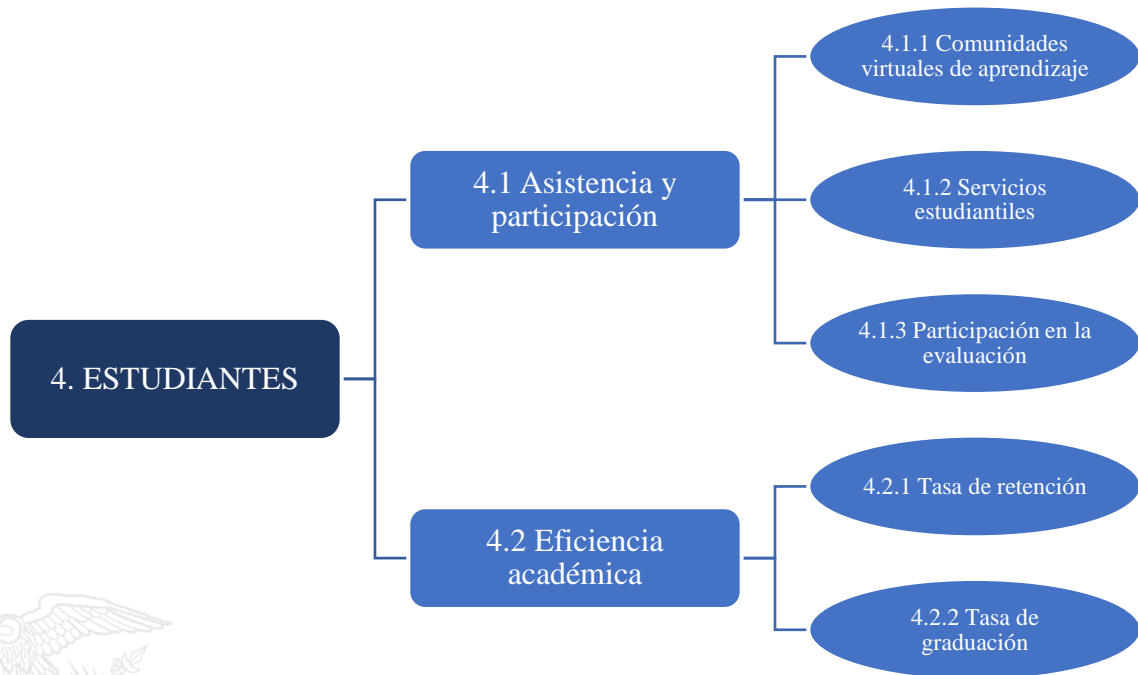 4. ESTUDIANTES
4.1 Asistencia y
participación
4.1.1 Comunidades
virtuales de aprendizaje
4.1.2 Servicios
estudiantiles
4.1.3 Participación en la
evaluación
4.2 Eficiencia
académica
4.2.1 Tasa de retención
4.2.2 Tasa de
graduación